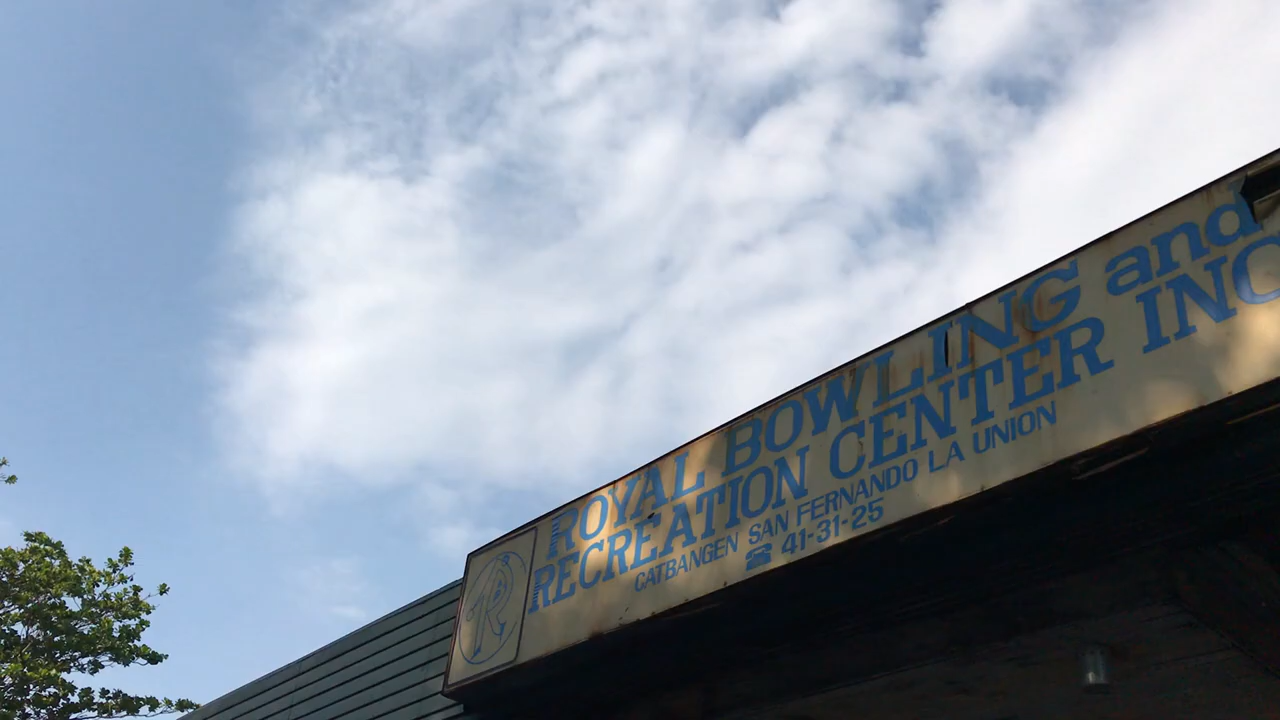 ROYAL BOWLING and
RECREATION CENTER INC
CATBANGEN SAN FERNANDO LA UNION
☎ 41-31-25
R